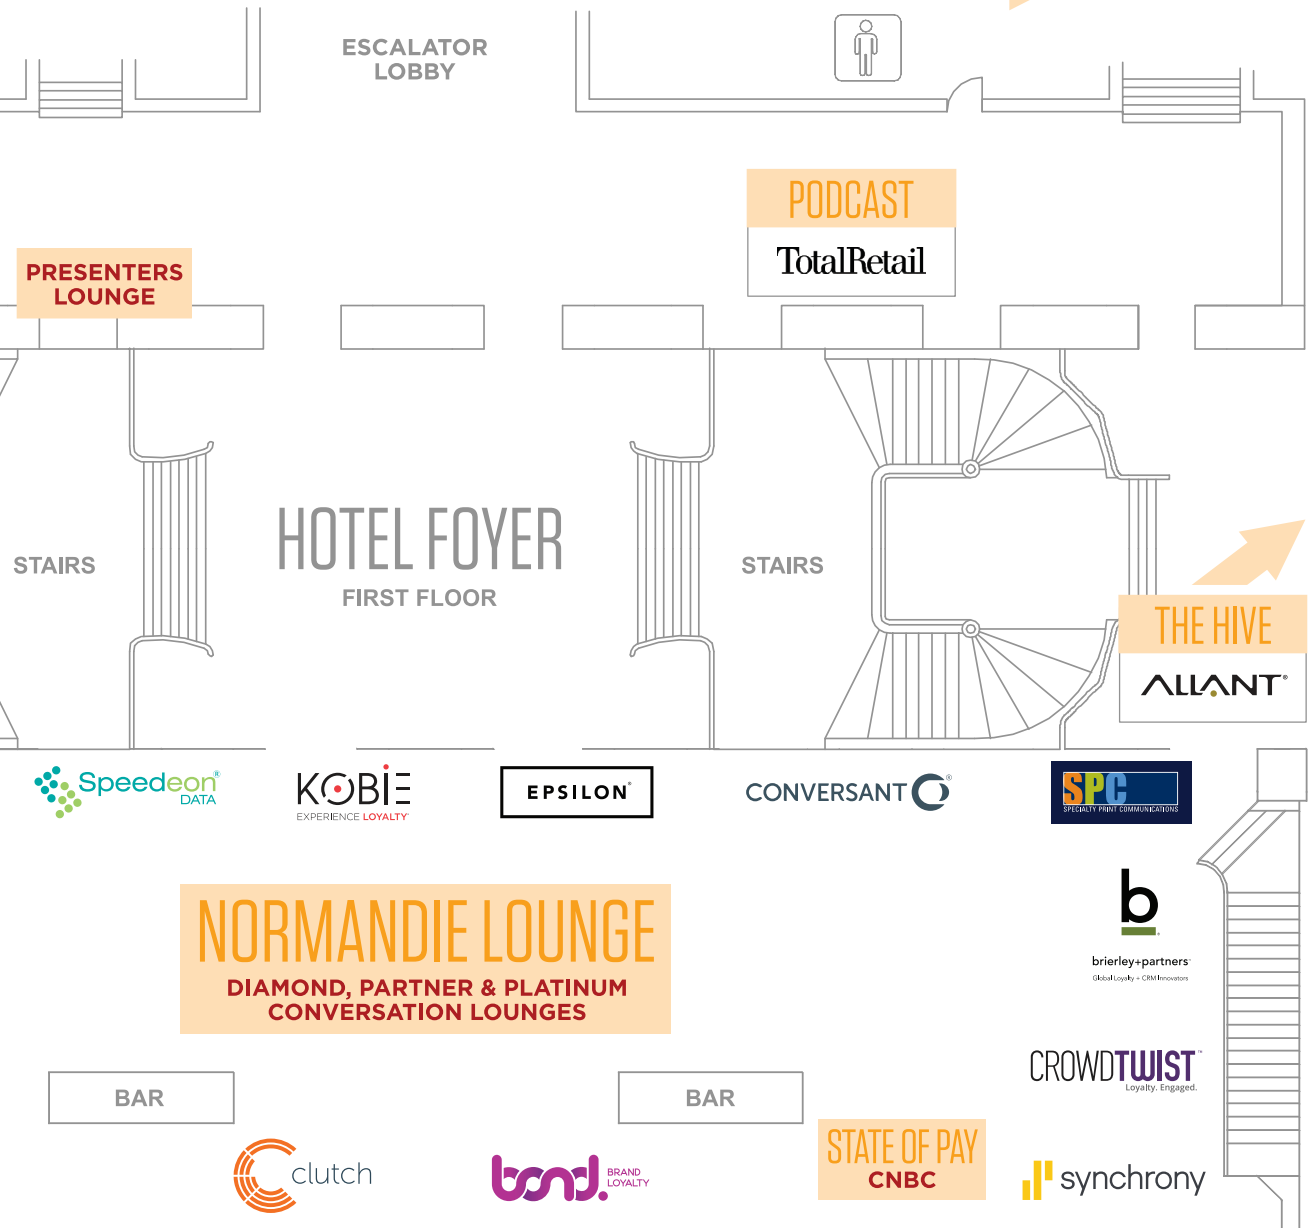 ESCALATOR
LOBBY
PODCAST
TotalRetail
PRESENTERS
LOUNGE
HOTEL FOYER
FIRST FLOOR
STAIRS
STAIRS
THE HIVE
ALLANT®
Speedeon®
DATA
KOBIE
EXPERIENCE LOYALTY
EPSILON®
CONVERSANT®
SPC
SPECIALTY PRINT COMMUNICATIONS
b
brierley+partners
Global Loyalty + CRM Innovators
NORMANDIE LOUNGE
DIAMOND, PARTNER & PLATINUM
CONVERSATION LOUNGES
CROWDTWIST™
Loyalty. Engaged.
BAR
BAR
STATE OF PAY
CNBC
clutch
bond.
BRAND
LOYALTY
synchrony